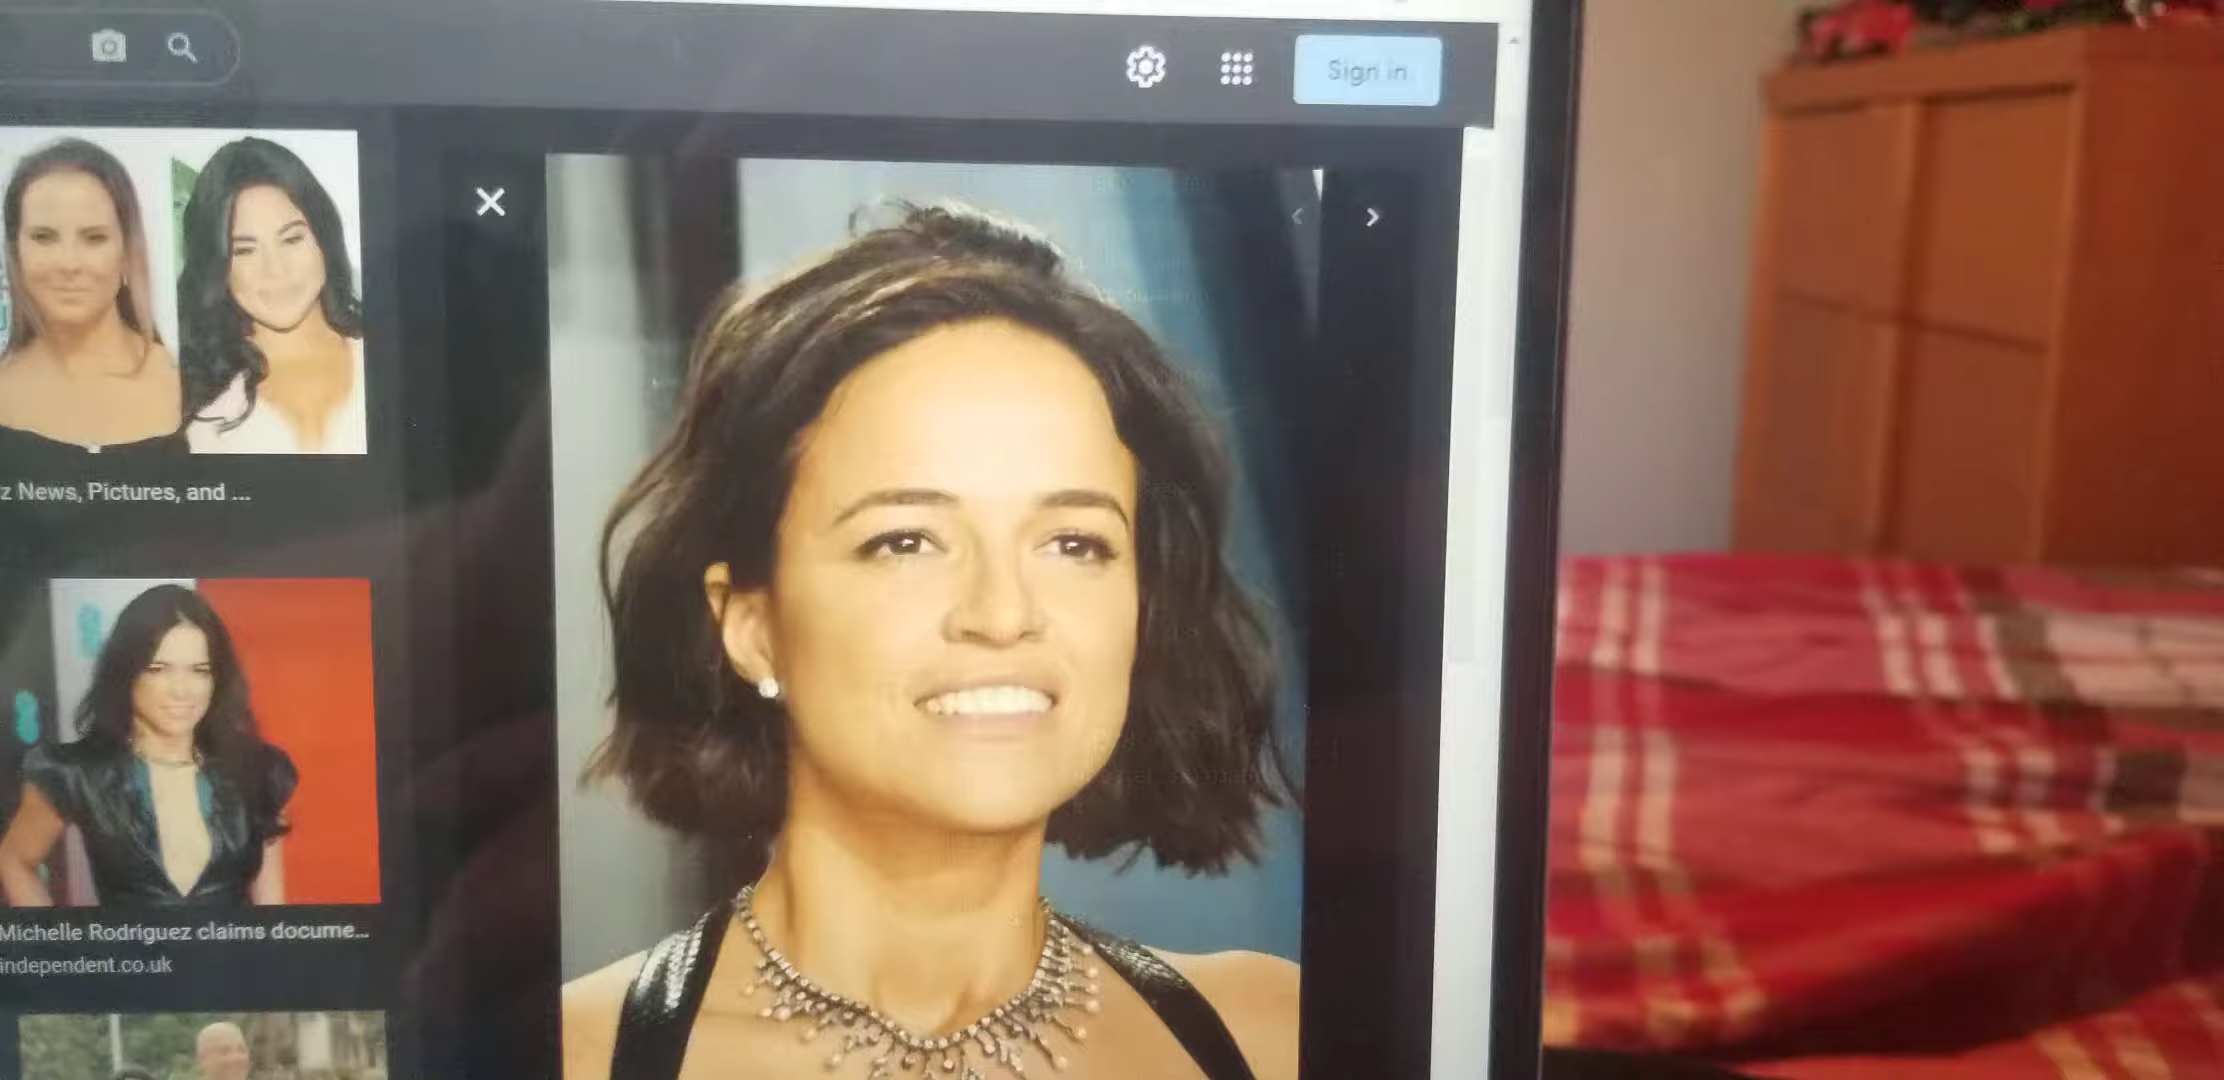 Sign in
z News, Pictures, and ...
Michelle Rodriguez claims docume...
independent.co.uk